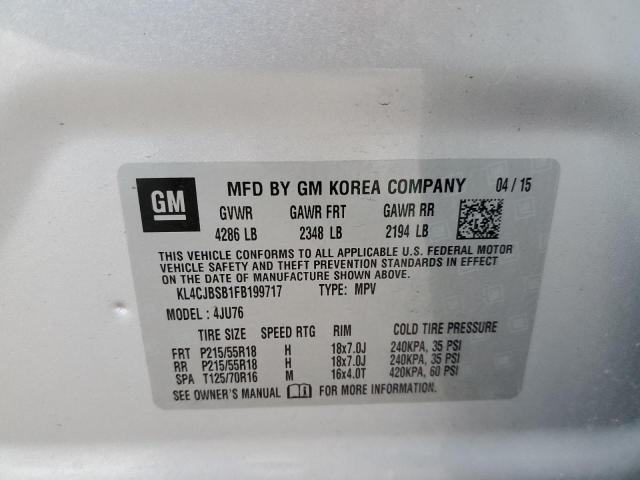 GM
MFD BY GM KOREA COMPANY 04 / 15
GVWR GAWR FRT GAWR RR
4286 LB 2348 LB 2194 LB
THIS VEHICLE CONFORMS TO ALL APPLICABLE U.S. FEDERAL MOTOR
VEHICLE SAFETY AND THEFT PREVENTION STANDARDS IN EFFECT
ON THE DATE OF MANUFACTURE SHOWN ABOVE.
KL4CJBSB1FB199717 TYPE: MPV
MODEL : 4JU76
TIRE SIZE SPEED RTG RIM COLD TIRE PRESSURE
FRT P215/55R18 H 18x7.0J 240KPA, 35 PSI
RR P215/55R18 H 18x7.0J 240KPA, 35 PSI
SPA T125/70R16 M 16x4.0T 420KPA, 60 PSI
SEE OWNER'S MANUAL FOR MORE INFORMATION.